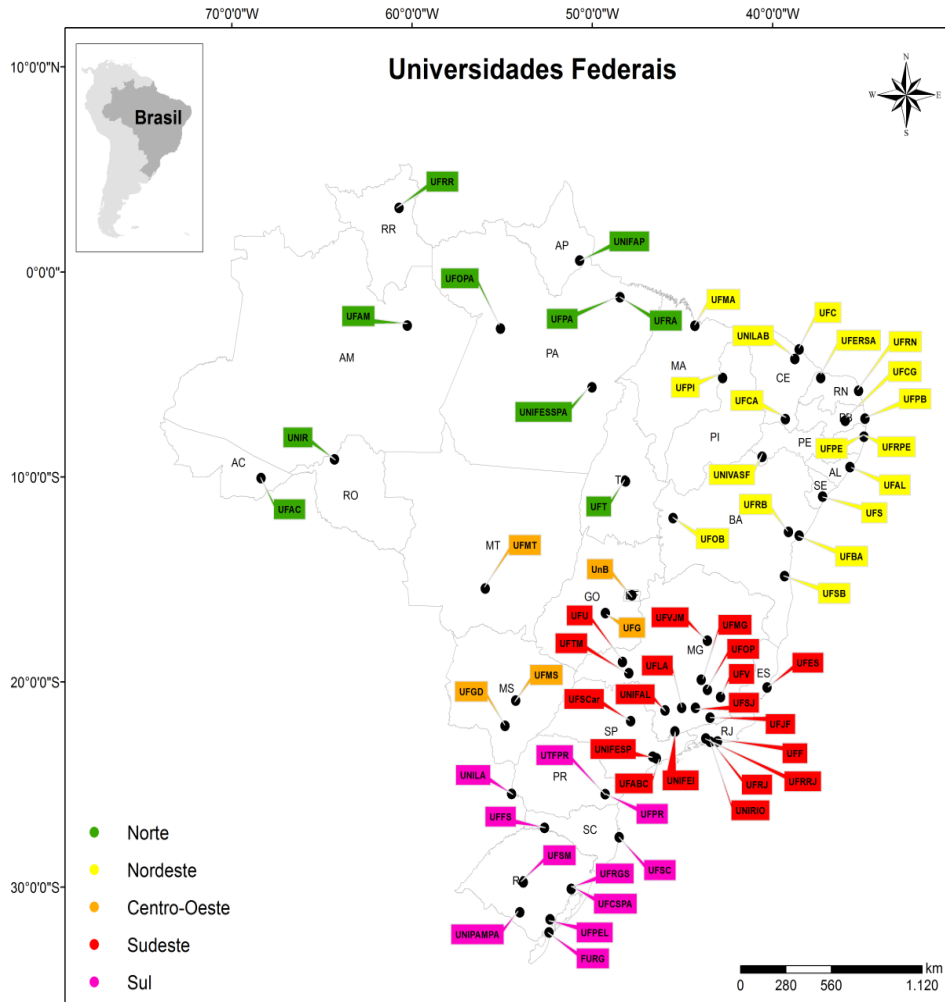 70°0'0"W
60°0'0"W
50°0'0"W
40°0'0"W
10°0'0"N
0°0'0"
10°0'0"S
20°0'0"S
30°0'0"S
Universidades Federais
Brasil
N
W
E
S
UFRR
RR
AP
UNIFAP
UFOPA
UFAM
UFPA
UFRA
UFMA
UFC
AM
PA
MA
UNILAB
UFERSA
UFRN
CE
UFCG
UFPI
RN
UFCA
UFPB
UNIFESSPA
PI
PE
UFPE
UFRPE
UNIR
AC
RO
UNIVASF
AL
UFAL
SE
UFAC
UFT
UFRB
UFS
BA
UFOB
UFBA
MT
UFMT
UnB
UFSB
GO
UFU
UFG
UFVJM
UFMG
UFTM
UFLA
MG
UFOP
UFV
ES
UFES
UFGD
MS
UFMS
UFSCar
UNIFAL
UFSJ
UFJF
SP
RJ
UFF
UNIFESP
UTFPR
UFABC
UNIFEI
UFRJ
UFRRJ
UNILA
PR
UNIRIO
UFFS
UFPR
SC
UFSM
UFSC
UFRGS
UFCSPA
UNIPAMPA
UFPEL
FURG
Norte
Nordeste
Centro-Oeste
Sudeste
Sul
km
0 280 560 1.120